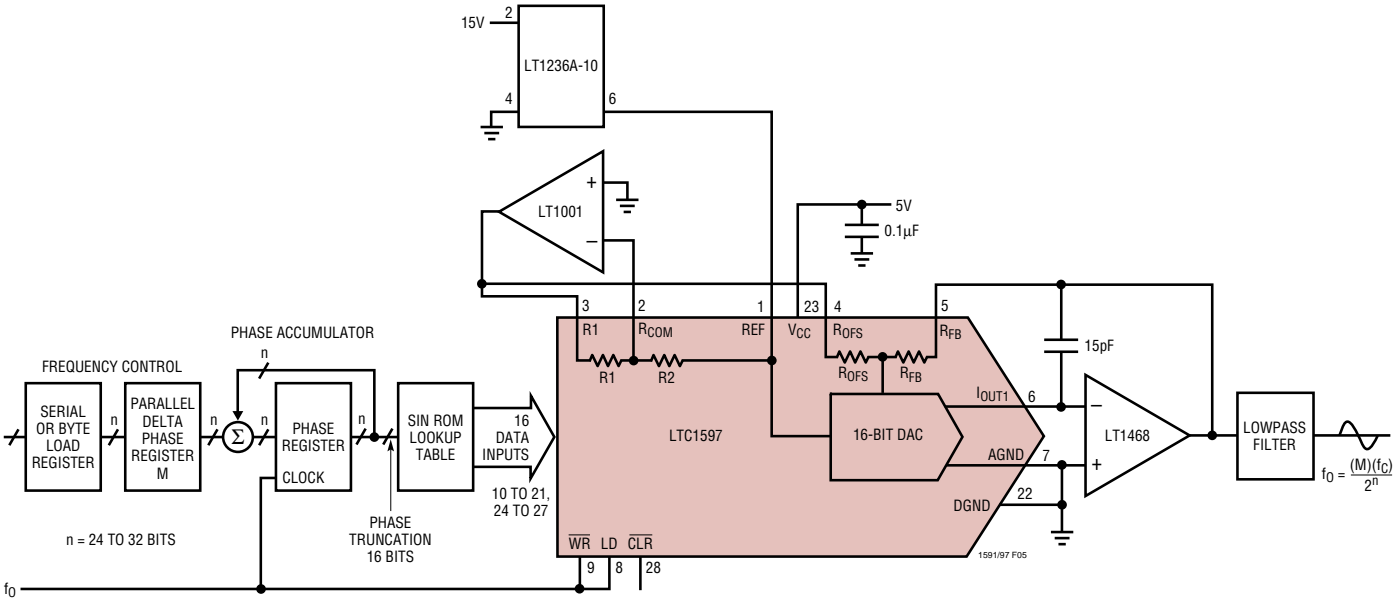 2
15V
LT1236A-10
4
6
+
LT1001
–
5V
0.1µF
3
2
1
23
4
5
R1
RCOM
REF
VCC
ROFS
RFB
15pF
PHASE ACCUMULATOR
n
FREQUENCY CONTROL
SERIAL
OR BYTE
LOAD
REGISTER
n
PARALLEL
DELTA
PHASE
REGISTER
M
n
Σ
n
PHASE
REGISTER
CLOCK
n
SIN ROM
LOOKUP
TABLE
16
DATA
INPUTS
10 TO 21,
24 TO 27
R1
R2
ROFS
RFB
LTC1597
16-BIT DAC
IOUT1
6
AGND
7
DGND
22
–
LT1468
+
LOWPASS
FILTER
fO = (M)(fC)
2n
n = 24 TO 32 BITS
PHASE
TRUNCATION
16 BITS
WR
LD
CLR
9
8
28
1591/97 F05
fO